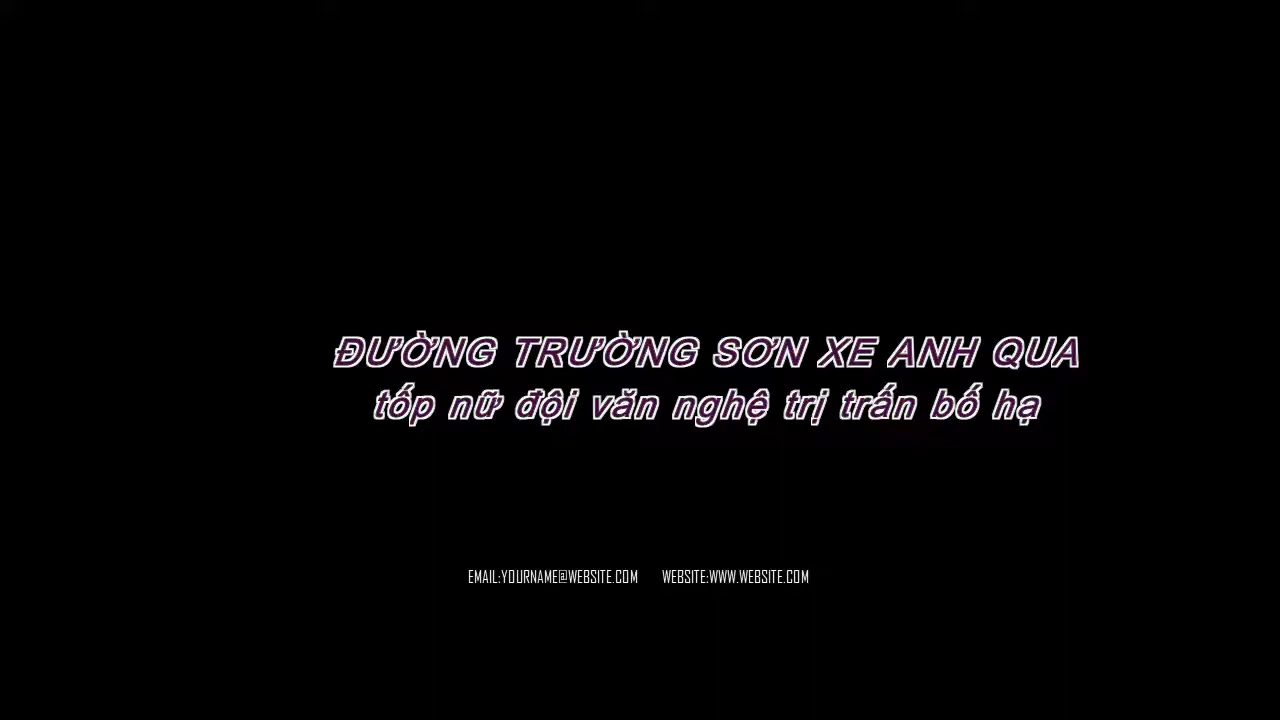 ĐƯỜNG TRƯỜNG SƠN XE ANH QUA
tốp nữ đội văn nghệ trị trấn bố hạ
EMAIL:YOURNAME@WEBSITE.COM WEBSITE:WWW.WEBSITE.COM